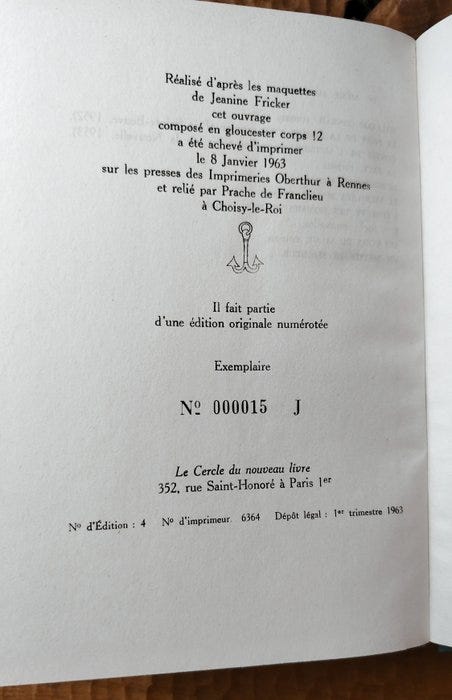 Réalisé d'après les maquettes
de Jeanine Fricker
cet ouvrage
composé en gloucester corps !2
a été achevé d'imprimer
le 8 Janvier 1963
sur les presses des Imprimeries Oberthur à Rennes
et relié par Prache de Franclieu
à Choisy-le-Roi
Il fait partie
d'une édition originale numérotée
Exemplaire
Nº 000015 J
Le Cercle du nouveau livre
352, rue Saint-Honoré à Paris 1er
Nº d'Édition : 4 Nº d'imprimeur 6364 Dépôt légal : 1er trimestre 1963